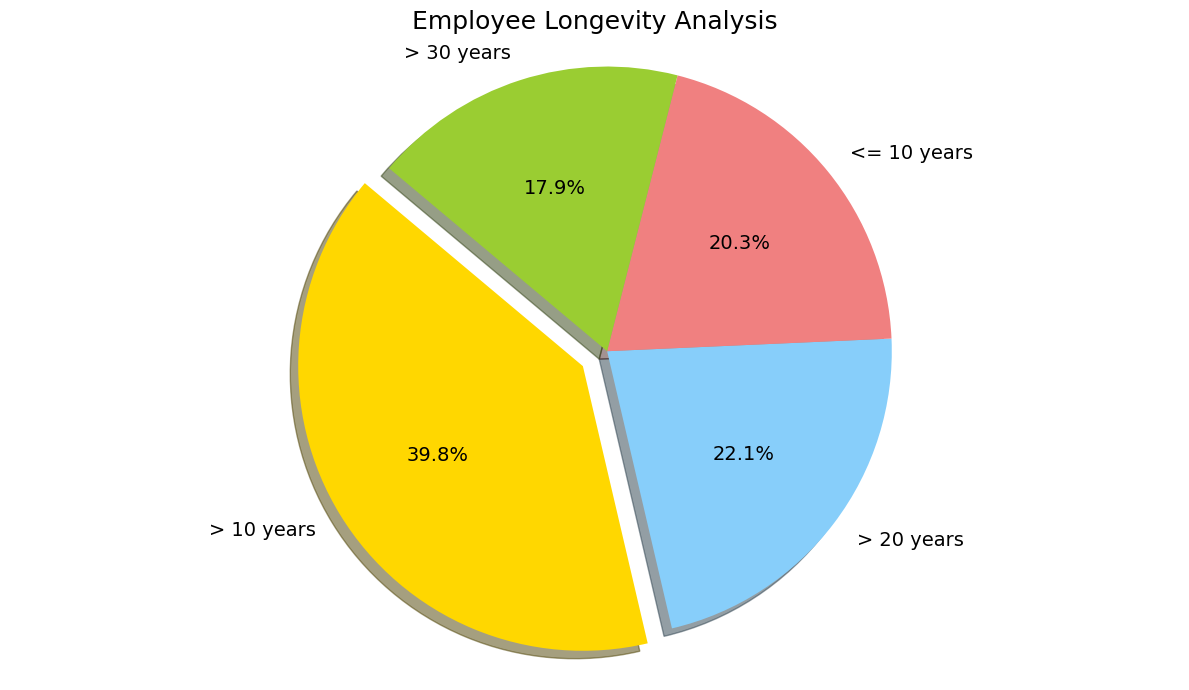 Employee Longevity Analysis
> 30 years
<= 10 years
17.9%
20.3%
39.8%
22.1%
> 10 years
> 20 years